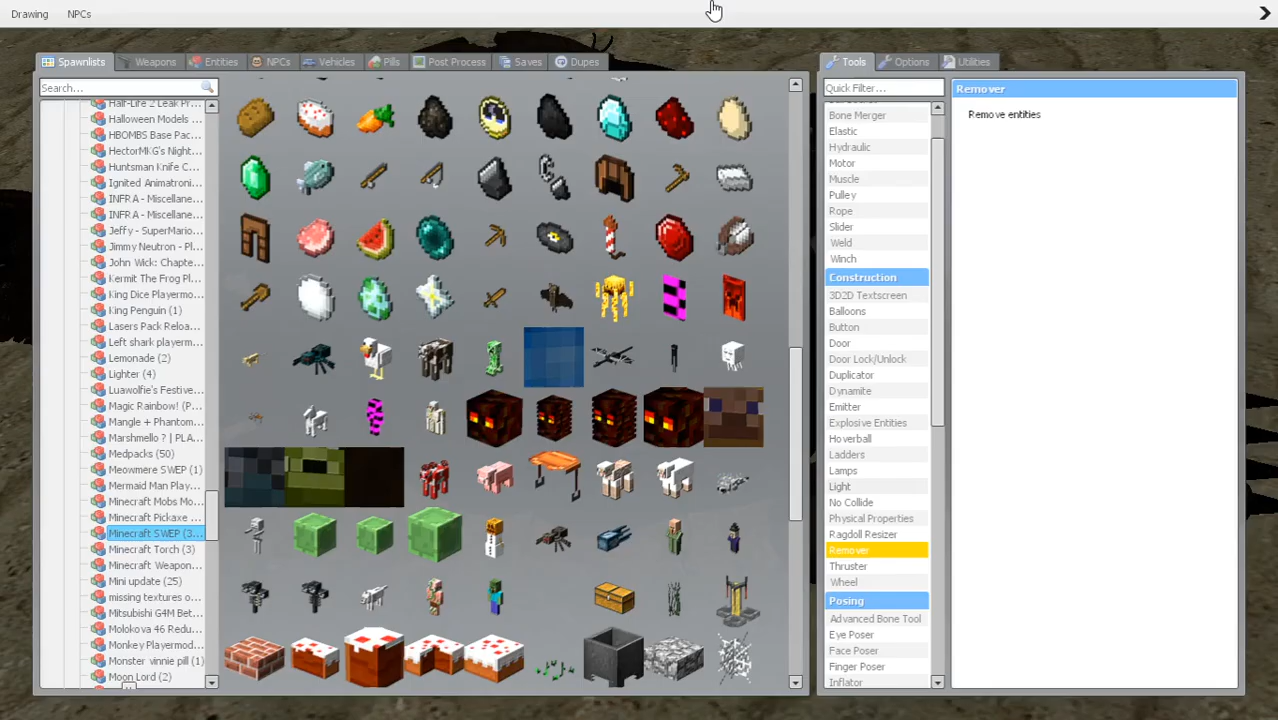 Drawing NPCs
Spawnlists Weapons Entities NPCs Vehicles Pills Post Process Saves Dupes
Search...
Half-Life 2 Leak Pr...
Halloween Models ...
HBOMBS Base Pac...
HectorMKG's Night...
Huntsman Knife C...
Ignited Animatroni...
INFRA - Miscellane...
INFRA - Miscellane...
Jeffy - SuperMario...
Jimmy Neutron - Pl...
John Wick: Chapte...
Kermit The Frog Pl...
King Dice Playermo...
King Penguin (1)
Lasers Pack Reloa...
Left shark playerm...
Lemonade (2)
Lighter (4)
Luawolfie's Festive...
Magic Rainbow! (P...
Mangle + Phantom...
Marshmello ? | PLA...
Medpacks (50)
Meowmere SWEP (1)
Mermaid Man Play...
Minecraft Mobs Mo...
Minecraft Pickaxe ...
Minecraft SWEP (3...
Minecraft Torch (3)
Minecraft Weapon...
Mini update (25)
missing textures o...
Mitsubishi G4M Bet...
Molokova 46 Redu...
Monkey Playermod...
Monster vinnie pill (1)
Moon Lord (2)
Tools Options Utilities
Quick Filter...
Bone Merger
Elastic
Hydraulic
Motor
Muscle
Pulley
Rope
Slider
Weld
Winch
Construction
3D2D Textscreen
Balloons
Button
Door
Door Lock/Unlock
Duplicator
Dynamite
Emitter
Explosive Entities
Hoverball
Ladders
Lamps
Light
No Collide
Physical Properties
Ragdoll Resizer
Remover
Thruster
Wheel
Posing
Advanced Bone Tool
Eye Poser
Face Poser
Finger Poser
Inflator
Remover
Remove entities